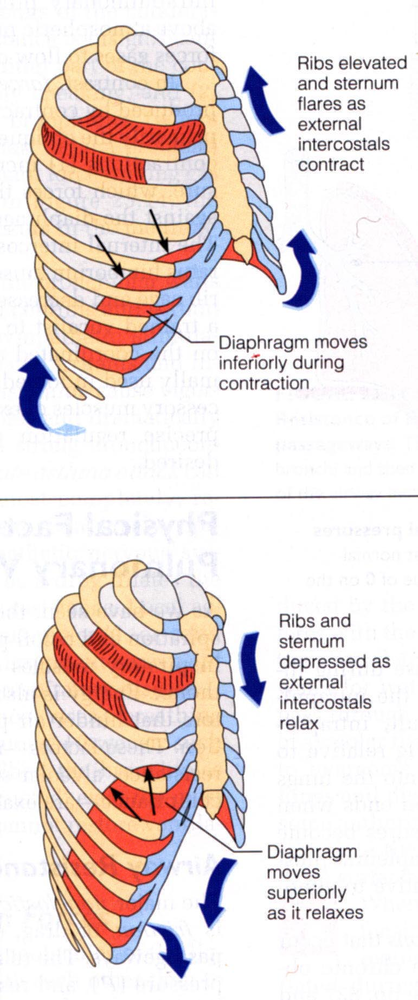 Ribs elevated
and sternum
flares as
external
intercostals
contract
Diaphragm moves
inferiorly during
contraction
Ribs and
sternum
depressed as
external
intercostals
relax
Diaphragm
moves
superiorly
as it relaxes